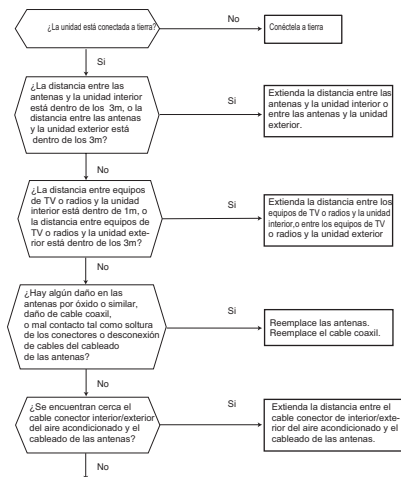 ¿La unidad está conectada a tierra?
No
Conéctela a tierra
Si
¿La distancia entre las
antenas y la unidad interior
está dentro de los 3m, o la
distancia entre las antenas
y la unidad exterior está
dentro de los 3m?
Si
Extienda la distancia entre las
antenas y la unidad interior o
entre las antenas y la unidad
exterior.
No
¿La distancia entre equipos
de TV o radios y la unidad
interior está dentro de 1m, o
la distancia entre equipos de
TV o radios y la unidad exte-
rior está dentro de los 3m?
Si
Extienda la distancia entre los
equipos de TV o radios y la unidad
interior,o entre los equipos de TV
o radios y la unidad exterior
No
¿Hay algún daño en las
antenas por óxido o similar,
daño de cable coaxil,
o mal contacto tal como soltura
de los conectores o desconexión
de cables del cableado
de las antenas?
Si
Reemplace las antenas.
Reemplace el cable coaxil.
No
¿Se encuentran cerca el
cable conector interior/exterior
del aire acondicionado y el
cableado de las antenas?
Si
Extienda la distancia entre el
cable conector de interior/exte-
rior del aire acondicionado y el
cableado de las antenas.
No